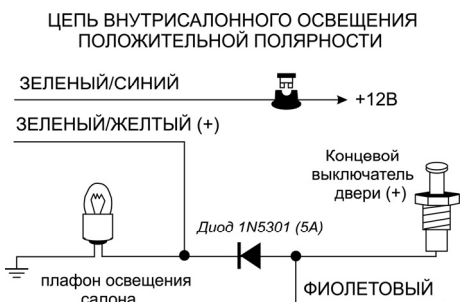 ЦЕПЬ ВНУТРИСАЛОННОГО ОСВЕЩЕНИЯ
ПОЛОЖИТЕЛЬНОЙ ПОЛЯРНОСТИ
ЗЕЛЕНЫЙ/СИНИЙ
+12В
ЗЕЛЕНЫЙ/ЖЕЛТЫЙ (+)
Концевой
выключатель
двери (+)
Диод 1N5301 (5А)
плафон освещения
салона
ФИОЛЕТОВЫЙ